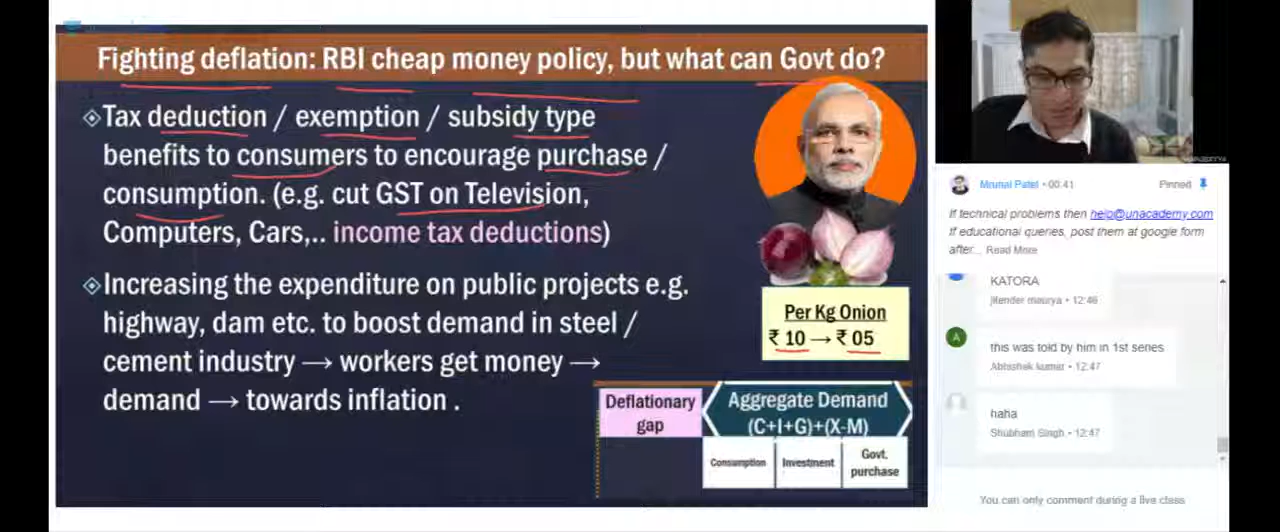 Fighting deflation: RBI cheap money policy, but what can Govt do?
Tax deduction / exemption / subsidy type
benefits to consumers to encourage purchase /
consumption. (e.g. cut GST on Television,
Computers, Cars,.. income tax deductions)
Increasing the expenditure on public projects e.g.
highway, dam etc. to boost demand in steel /
cement industry → workers get money →
demand → towards inflation .
Per Kg Onion
₹ 10 → ₹ 05
Deflationary
gap
Aggregate Demand
(C+I+G)+(X-M)
Consumption
Investment
Govt.
purchase
Mrunal Patel • 00:41
Pinned
If technical problems then help@unacademy.com
If educational queries, post them at google form
after... Read More
KATORA
jitender maurya • 12:46
A
this was told by him in 1st series
Abhishek kumar • 12:47
haha
Shubham Singh • 12:47
You can only comment during a live class